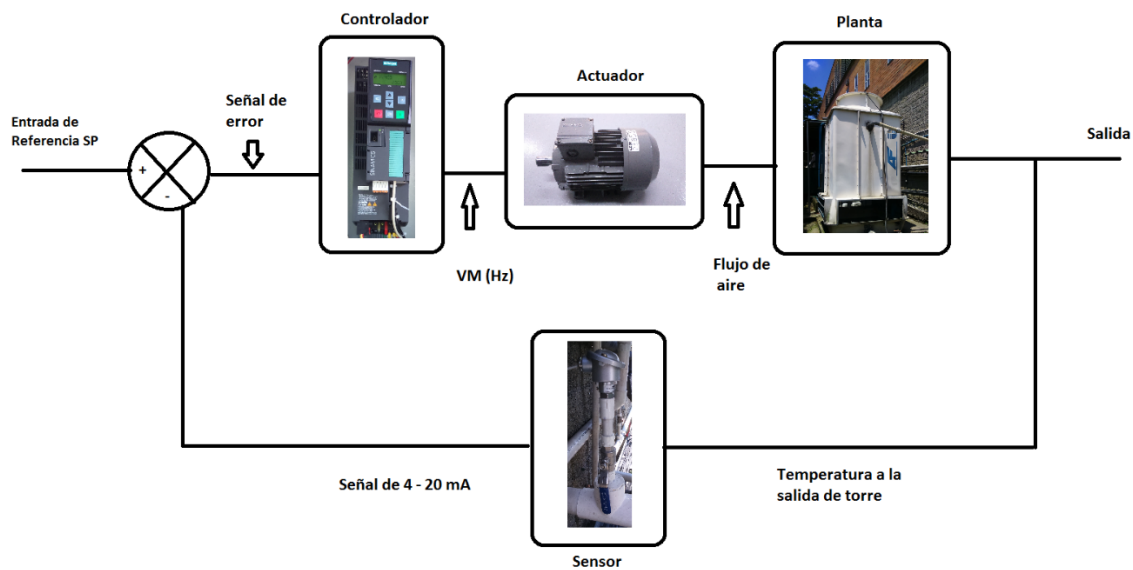 Controlador
Planta
Actuador
Señal de
error
Entrada de
Referencia SP
Salida
+
-
VM (Hz)
Flujo de
aire
Señal de 4 - 20 mA
Temperatura a la
salida de torre
Sensor